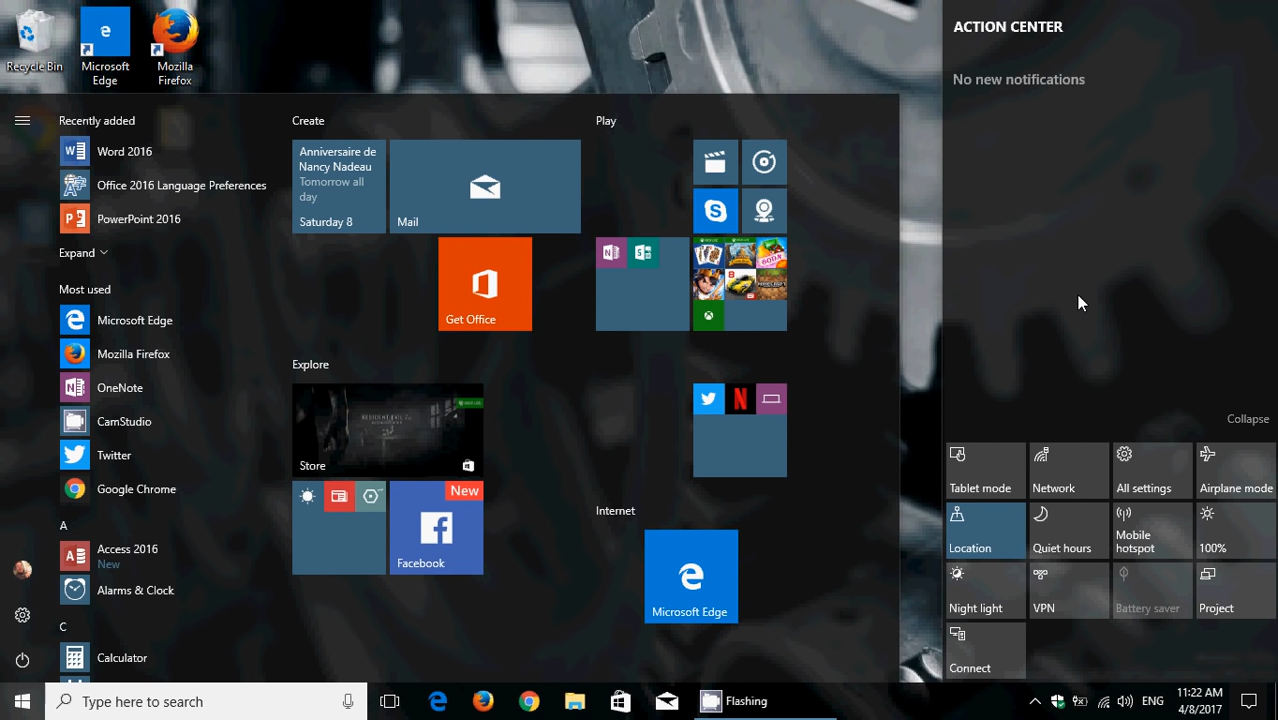 Recycle Bin
Microsoft
Edge
Mozilla
Firefox
Recently added
Word 2016
Office 2016 Language Preferences
PowerPoint 2016
Expand
Most used
Microsoft Edge
Mozilla Firefox
OneNote
CamStudio
Twitter
Google Chrome
A
Access 2016
New
Alarms & Clock
C
Calculator
Create
Anniversaire de
Nancy Nadeau
Tomorrow all
day
Saturday 8
Mail
Get Office
Explore
Store
New
Facebook
Play
Internet
Microsoft Edge
ACTION CENTER
No new notifications
Collapse
Tablet mode
Network
All settings
Airplane mode
Location
Quiet hours
Mobile
hotspot
100%
Night light
VPN
Battery saver
Project
Connect
Type here to search
Flashing
ENG
11:22 AM
4/8/2017